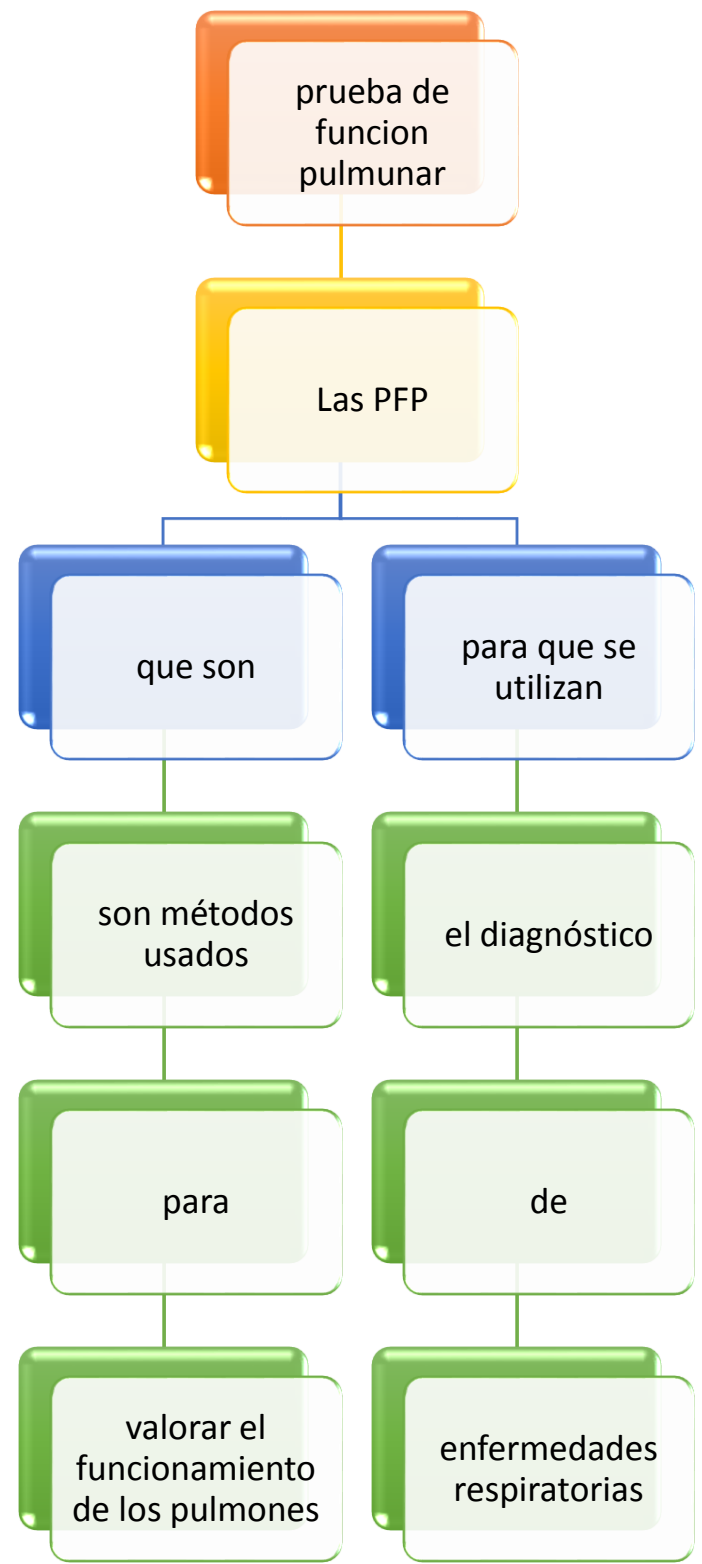 prueba de
funcion
pulmunar
Las PFP
que son
para que se
utilizan
son métodos
usados
el diagnóstico
para
de
valorar el
funcionamiento
de los pulmones
enfermedades
respiratorias